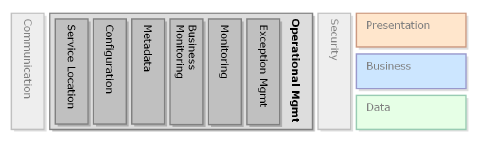 Communication
Service Location
Configuration
Metadata
Business
Monitoring
Monitoring
Exception Mgmt
Operational Mgmt
Security
Presentation
Business
Data